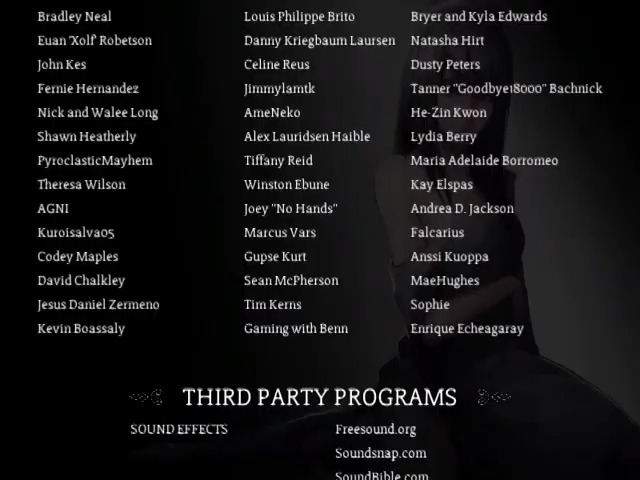 Bradley Neal Louis Philippe Brito Bryer and Kyla Edwards
Euan 'Xolf' Robetson Danny Kriegbaum Laursen Natasha Hirt
John Kes Celine Reus Dusty Peters
Fernie Hernandez Jimmylamtk Tanner "Goodbye18000" Bachnick
Nick and Walee Long AmeNeko He-Zin Kwon
Shawn Heatherly Alex Lauridsen Haible Lydia Berry
PyroclasticMayhem Tiffany Reid Maria Adelaide Borromeo
Theresa Wilson Winston Ebune Kay Elspas
AGNI Joey "No Hands" Andrea D. Jackson
Kuroisalva05 Marcus Vars Falcarius
Codey Maples Gupse Kurt Anssi Kuoppa
David Chalkley Sean McPherson MaeHughes
Jesus Daniel Zermeno Tim Kerns Sophie
Kevin Boassaly Gaming with Benn Enrique Echeagaray
THIRD PARTY PROGRAMS
SOUND EFFECTS Freesound.org
Soundsnap.com
SoundBible.com